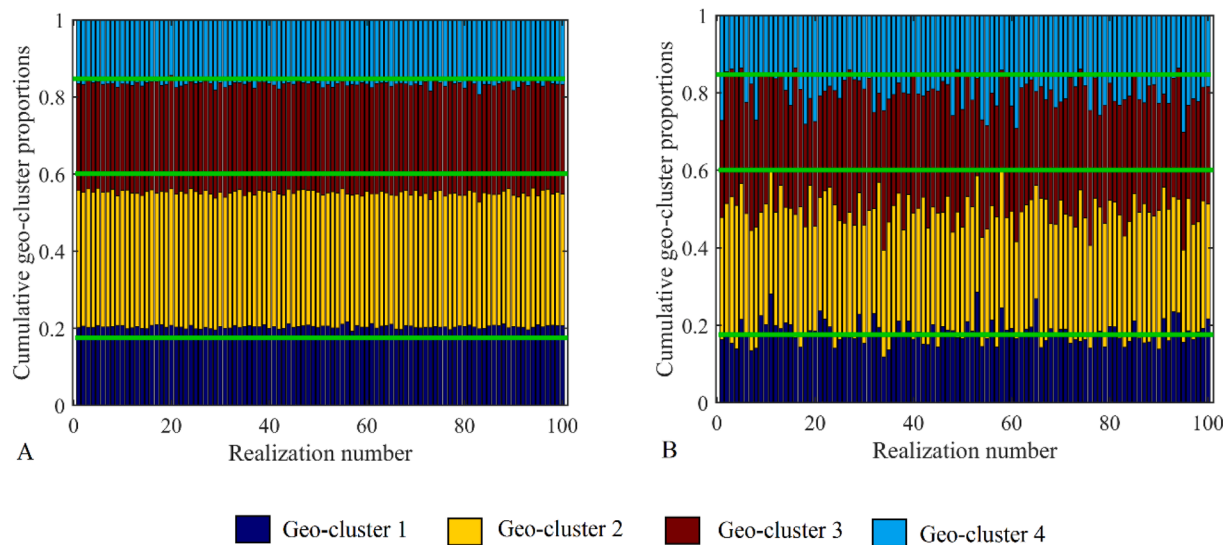 Cumulative geo-cluster proportions
1
0.8
0.6
0.4
0.2
0
0 20 40 60 80 100
Realization number
A
Cumulative geo-cluster proportions
1
0.8
0.6
0.4
0.2
0
0 20 40 60 80 100
Realization number
B
Geo-cluster 1 Geo-cluster 2 Geo-cluster 3 Geo-cluster 4